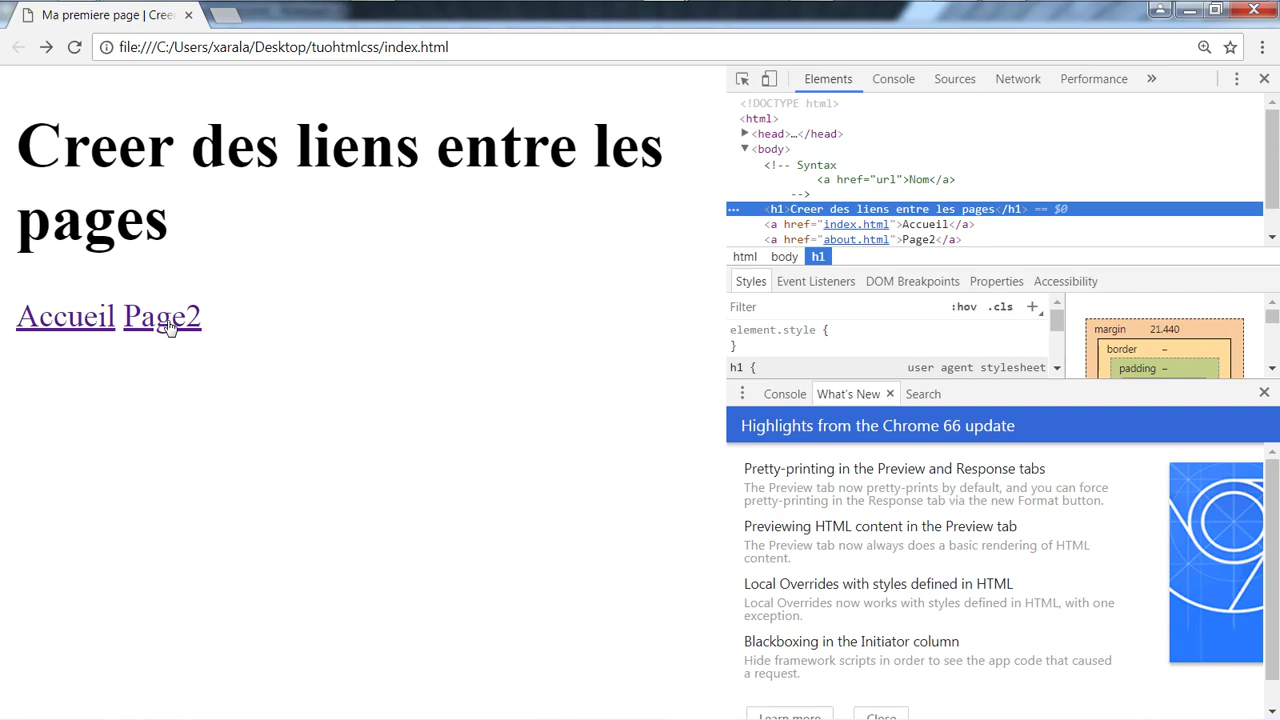 Ma premiere page | Cree
file:///C:/Users/xarala/Desktop/tuohtmlcss/index.html
Creer des liens entre les
pages
Accueil Page2
Elements Console Sources Network Performance »
<!DOCTYPE html>
<html>
<head>…</head>
<body>
<!-- Syntax
<a href="url">Nom</a>
-->
… <h1>Creer des liens entre les pages</h1> == $0
<a href="index.html">Accueil</a>
<a href="about.html">Page2</a>
html body h1
Styles Event Listeners DOM Breakpoints Properties Accessibility
Filter :hov .cls +
element.style {
}
h1 { user agent stylesheet
margin 21.440
border –
padding –
Console What's New Search
Highlights from the Chrome 66 update
Pretty-printing in the Preview and Response tabs
The Preview tab now pretty-prints by default, and you can force
pretty-printing in the Response tab via the new Format button.
Previewing HTML content in the Preview tab
The Preview tab now always does a basic rendering of HTML
content.
Local Overrides with styles defined in HTML
Local Overrides now works with styles defined in HTML, with one
exception.
Blackboxing in the Initiator column
Hide framework scripts in order to see the app code that caused
a request.
Learn more Close